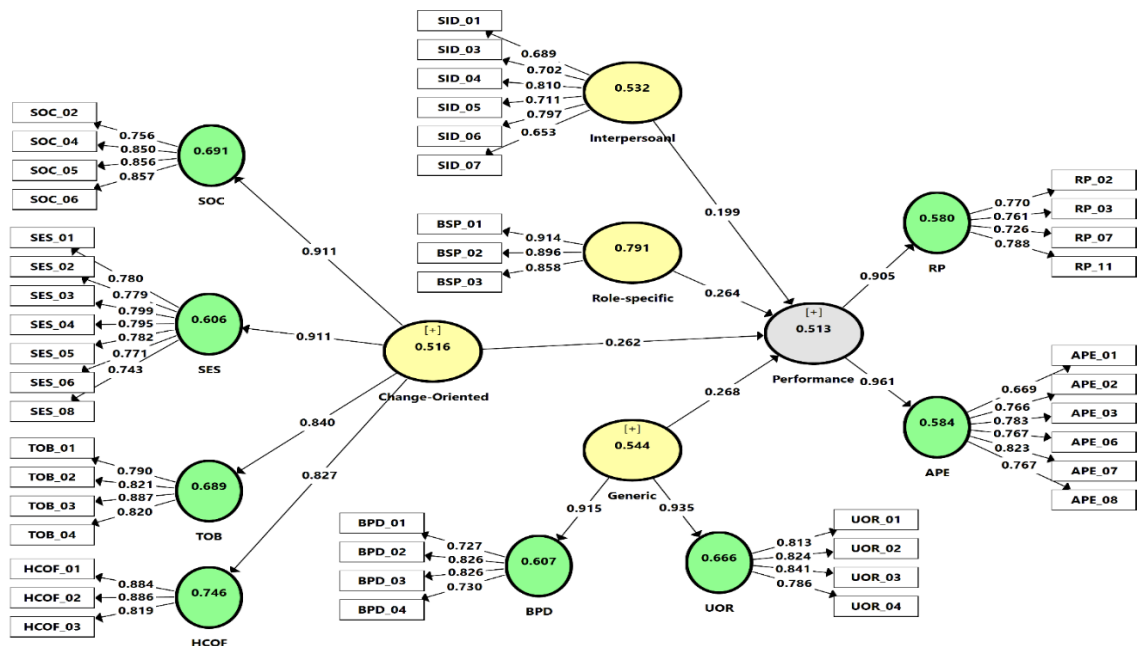 SID_01
SID_03
SID_04
SID_05
SID_06
SID_07
0.689
0.702
0.810
0.711
0.797
0.653
0.532
Interpersoanl
SOC_02
SOC_04
SOC_05
SOC_06
0.756
0.850
0.856
0.857
0.691
SOC
0.911
SES_01
SES_02
SES_03
SES_04
SES_05
SES_06
SES_08
0.780
0.779
0.799
0.795
0.782
0.771
0.743
0.606
SES
0.911
BSP_01
BSP_02
BSP_03
0.914
0.896
0.858
0.791
Role-specific
0.199
0.264
[+]
0.516
Change-Oriented
0.262
[+]
0.513
Performance
0.905
0.961
0.580
RP
0.770
0.761
0.726
0.788
RP_02
RP_03
RP_07
RP_11
0.584
APE
0.669
0.766
0.783
0.767
0.823
0.767
APE_01
APE_02
APE_03
APE_06
APE_07
APE_08
0.840
0.827
TOB_01
TOB_02
TOB_03
TOB_04
0.790
0.821
0.887
0.820
0.689
TOB
HCOF_01
HCOF_02
HCOF_03
0.884
0.886
0.819
0.746
HCOF
0.268
[+]
0.544
Generic
0.915
0.935
BPD_01
BPD_02
BPD_03
BPD_04
0.727
0.826
0.826
0.730
0.607
BPD
0.666
UOR
0.813
0.824
0.841
0.786
UOR_01
UOR_02
UOR_03
UOR_04